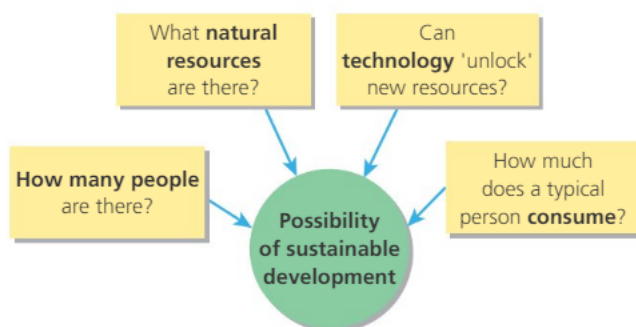 What natural
resources
are there?
Can
technology 'unlock'
new resources?
How many people
are there?
How much
does a typical
person consume?
Possibility
of sustainable
development